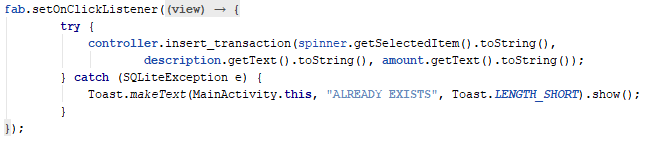 fab.setOnClickListener((view) → {
try {
controller.insert_transaction(spinner.getSelectedItem().toString(),
description.getText().toString(), amount.getText().toString());
} catch (SQLiteException e) {
Toast.makeText(MainActivity.this, "ALREADY EXISTS", Toast.LENGTH_SHORT).show();
}
});